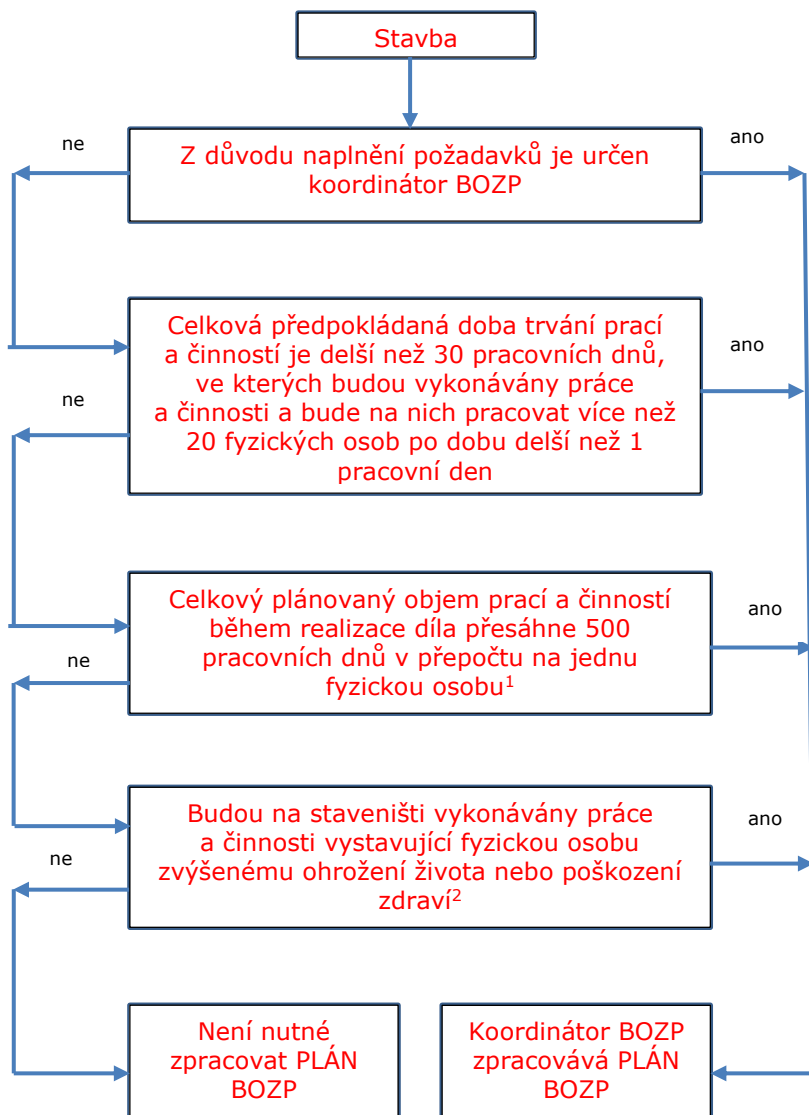 Stavba
ne
ano
Z důvodu naplnění požadavků je určen
koordinátor BOZP
Celková předpokládaná doba trvání prací
a činností je delší než 30 pracovních dnů,
ve kterých budou vykonávány práce
a činnosti a bude na nich pracovat více než
20 fyzických osob po dobu delší než 1
pracovní den
ano
ne
Celkový plánovaný objem prací a činností
během realizace díla přesáhne 500
pracovních dnů v přepočtu na jednu
fyzickou osobu¹
ano
ne
Budou na staveništi vykonávány práce
a činnosti vystavující fyzickou osobu
zvýšenému ohrožení života nebo poškození
zdraví²
ano
ne
Není nutné
zpracovat PLÁN
BOZP
Koordinátor BOZP
zpracovává PLÁN
BOZP